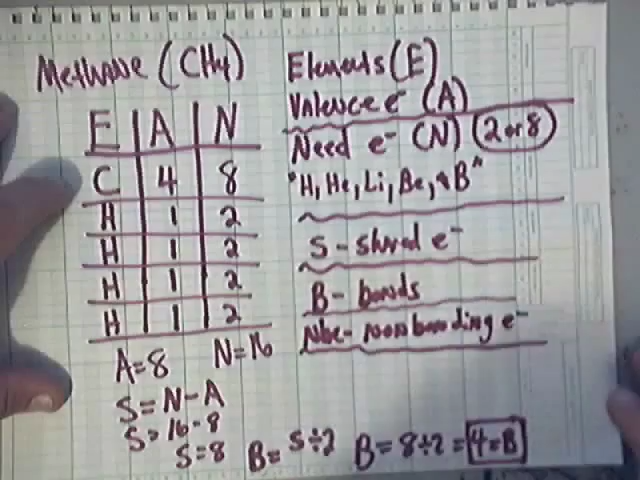 Methane (CH4)
E A N
C 4 8
H 1 2
H 1 2
H 1 2
H 1 2
A=8 N=16
S=N-A
S=16-8
S=8
B=S÷2
B=8÷2=4=B
Elements (E)
Valence e⁻ (A)
Need e⁻ (N) (2 or 8)
"H, He, Li, Be, & B"
S - shared e⁻
B - bonds
Nbe - nonbonding e⁻